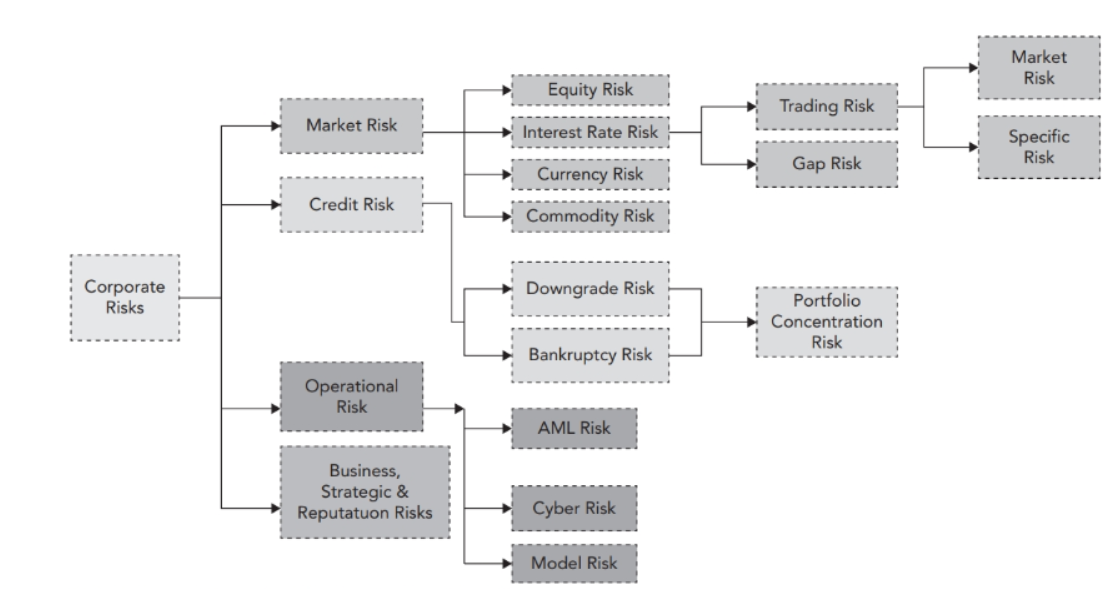 Corporate
Risks
Market Risk
Credit Risk
Operational
Risk
Business,
Strategic &
Reputatuon Risks
Equity Risk
Interest Rate Risk
Currency Risk
Commodity Risk
Downgrade Risk
Bankruptcy Risk
AML Risk
Cyber Risk
Model Risk
Trading Risk
Gap Risk
Portfolio
Concentration
Risk
Market
Risk
Specific
Risk